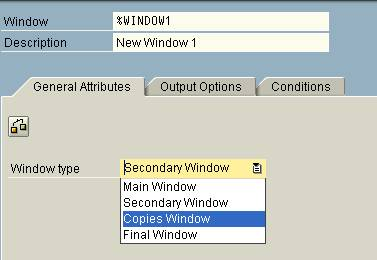 Window %WINDOW1
Description New Window 1
General Attributes Output Options Conditions
Window type Secondary Window
Main Window
Secondary Window
Copies Window
Final Window